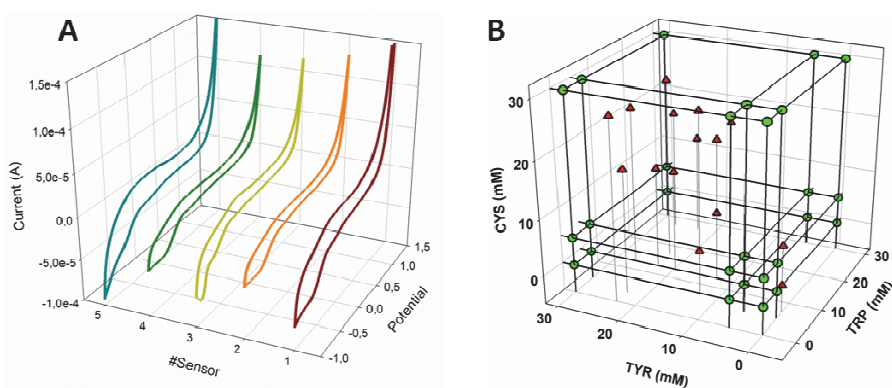 A
1,5e-4
1,0e-4
5,0e-5
0,0
-5,0e-5
-1,0e-4
Current (A)
5
4
3
2
1
#Sensor
1,5
1,0
0,5
0,0
-0,5
-1,0
Potential
B
30
20
10
0
CYS (mM)
30
20
10
0
TYR (mM)
30
20
10
0
TRP (mM)